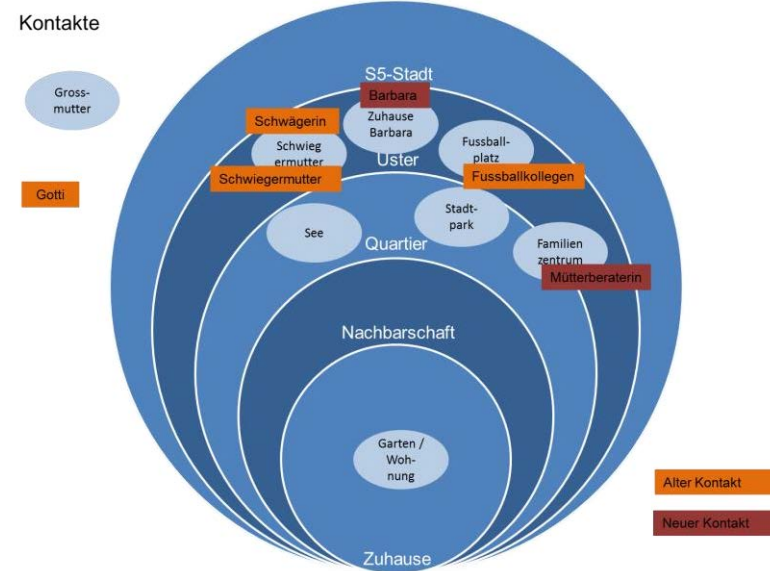 Kontakte
S5-Stadt
Gross-
mutter
Barbara
Zuhause
Barbara
Schwägerin
Schwieg
ermutter
Fussball-
platz
Uster
Schwiegermutter
Fussballkollegen
Gotti
Stadt-
park
See
Quartier
Familien
zentrum
Mütterberaterin
Nachbarschaft
Garten /
Woh-
nung
Alter Kontakt
Neuer Kontakt
Zuhause